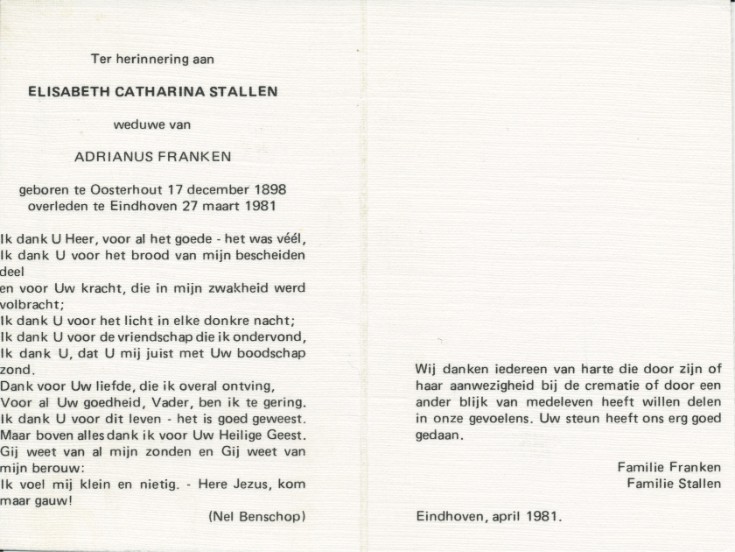 Ter herinnering aan
ELISABETH CATHARINA STALLEN
weduwe van
ADRIANUS FRANKEN
geboren te Oosterhout 17 december 1898
overleden te Eindhoven 27 maart 1981
Ik dank U Heer, voor al het goede - het was véél,
Ik dank U voor het brood van mijn bescheiden
deel
en voor Uw kracht, die in mijn zwakheid werd
volbracht;
Ik dank U voor het licht in elke donkre nacht;
Ik dank U voor de vriendschap die ik ondervond,
Ik dank U, dat U mij juist met Uw boodschap
zond.
Dank voor Uw liefde, die ik overal ontving,
Voor al Uw goedheid, Vader, ben ik te gering.
Ik dank U voor dit leven - het is goed geweest.
Maar boven alles dank ik voor Uw Heilige Geest.
Gij weet van al mijn zonden en Gij weet van
mijn berouw:
Ik voel mij klein en nietig. - Here Jezus, kom
maar gauw!
(Nel Benschop)
Wij danken iedereen van harte die door zijn of
haar aanwezigheid bij de crematie of door een
ander blijk van medeleven heeft willen delen
in onze gevoelens. Uw steun heeft ons erg goed
gedaan.
Familie Franken
Familie Stallen
Eindhoven, april 1981.